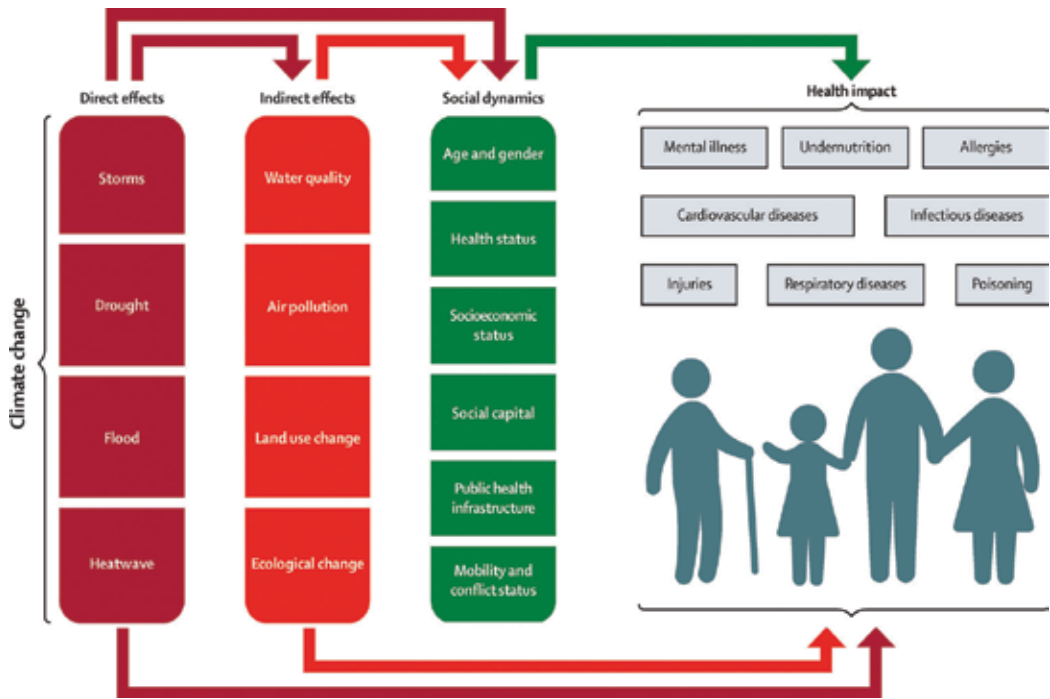 Direct effects
Indirect effects
Social dynamics
Health impact
Climate change
Storms
Drought
Flood
Heatwave
Water quality
Air pollution
Land use change
Ecological change
Age and gender
Health status
Socioeconomic
status
Social capital
Public health
infrastructure
Mobility and
conflict status
Mental illness
Undernutrition
Allergies
Cardiovascular diseases
Infectious diseases
Injuries
Respiratory diseases
Poisoning